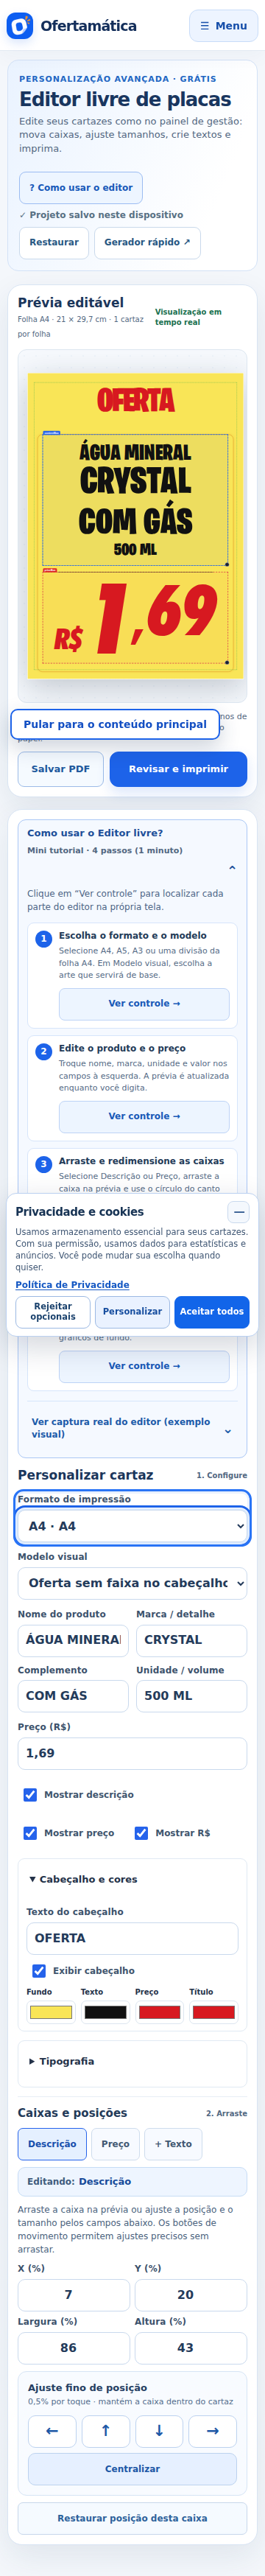 Ofertamática
☰ Menu
PERSONALIZAÇÃO AVANÇADA · GRÁTIS
Editor livre de placas
Edite seus cartazes como no painel de gestão:
mova caixas, ajuste tamanhos, crie textos e
imprima.
? Como usar o editor
✓ Projeto salvo neste dispositivo
Restaurar
Gerador rápido ↗
Prévia editável
Folha A4 · 21 × 29,7 cm · 1 cartaz
por folha
Visualização em
tempo real
OFERTA
ÁGUA MINERAL
CRYSTAL
COM GÁS
500 ML
R$ 1,69
Pular para o conteúdo principal
Salvar PDF
Revisar e imprimir
Como usar o Editor livre?
Mini tutorial · 4 passos (1 minuto)
Clique em “Ver controle” para localizar cada
parte do editor na própria tela.
1 Escolha o formato e o modelo
Selecione A4, A5, A3 ou uma divisão da
folha A4. Em Modelo visual, escolha a
arte que servirá de base.
Ver controle →
2 Edite o produto e o preço
Troque nome, marca, unidade e valor nos
campos à esquerda. A prévia é atualizada
enquanto você digita.
Ver controle →
3 Arraste e redimensione as caixas
Selecione Descrição ou Preço, arraste a
caixa na prévia e use o círculo do canto
Privacidade e cookies
Usamos armazenamento essencial para seus cartazes.
Com sua permissão, usamos dados para estatísticas e
anúncios. Você pode mudar sua escolha quando
quiser.
Política de Privacidade
Rejeitar
opcionais
Personalizar
Aceitar todos
gráficos de fundo.
Ver controle →
Ver captura real do editor (exemplo
visual)
Personalizar cartaz
1. Configure
Formato de impressão
A4 · A4
Modelo visual
Oferta sem faixa no cabeçalho
Nome do produto
Marca / detalhe
ÁGUA MINERAL
CRYSTAL
Complemento
Unidade / volume
COM GÁS
500 ML
Preço (R$)
1,69
Mostrar descrição
Mostrar preço
Mostrar R$
▼ Cabeçalho e cores
Texto do cabeçalho
OFERTA
Exibir cabeçalho
Fundo
Texto
Preço
Título
▶ Tipografia
Caixas e posições
2. Arraste
Descrição
Preço
+ Texto
Editando: Descrição
Arraste a caixa na prévia ou ajuste a posição e o
tamanho pelos campos abaixo. Os botões de
movimento permitem ajustes precisos sem
arrastar.
X (%)
Y (%)
7
20
Largura (%)
Altura (%)
86
43
Ajuste fino de posição
0,5% por toque · mantém a caixa dentro do cartaz
← ↑ ↓ →
Centralizar
Restaurar posição desta caixa